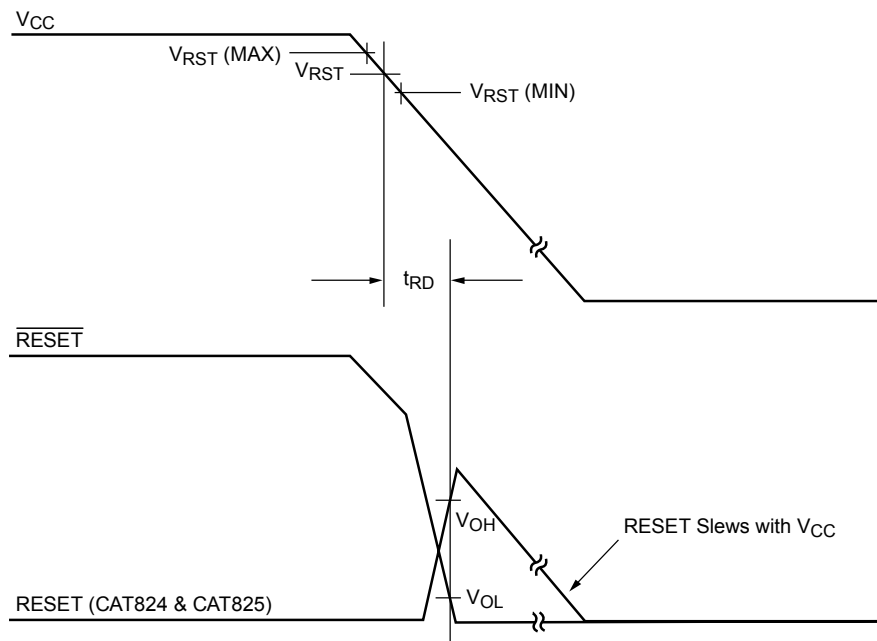 VCC
VRST (MAX)
VRST
VRST (MIN)
tRD
RESET
VOH
RESET Slews with VCC
VOL
RESET (CAT824 & CAT825)